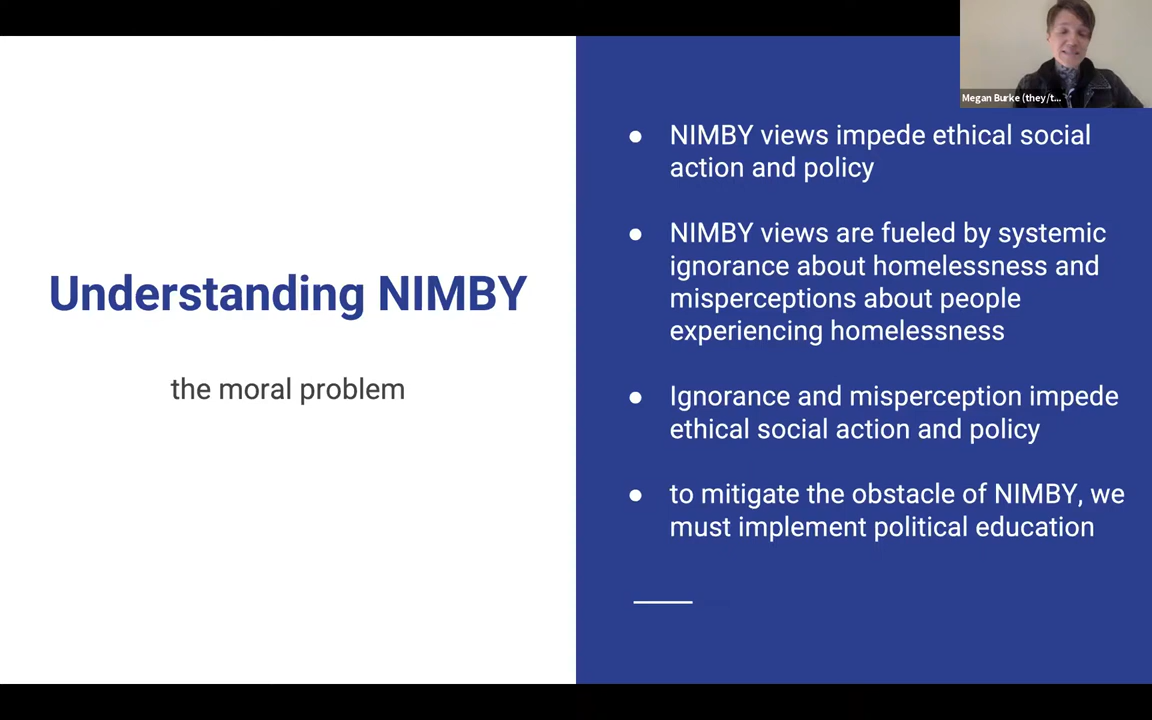 Understanding NIMBY
the moral problem
NIMBY views impede ethical social
action and policy
NIMBY views are fueled by systemic
ignorance about homelessness and
misperceptions about people
experiencing homelessness
Ignorance and misperception impede
ethical social action and policy
to mitigate the obstacle of NIMBY, we
must implement political education
Megan Burke (they/t...